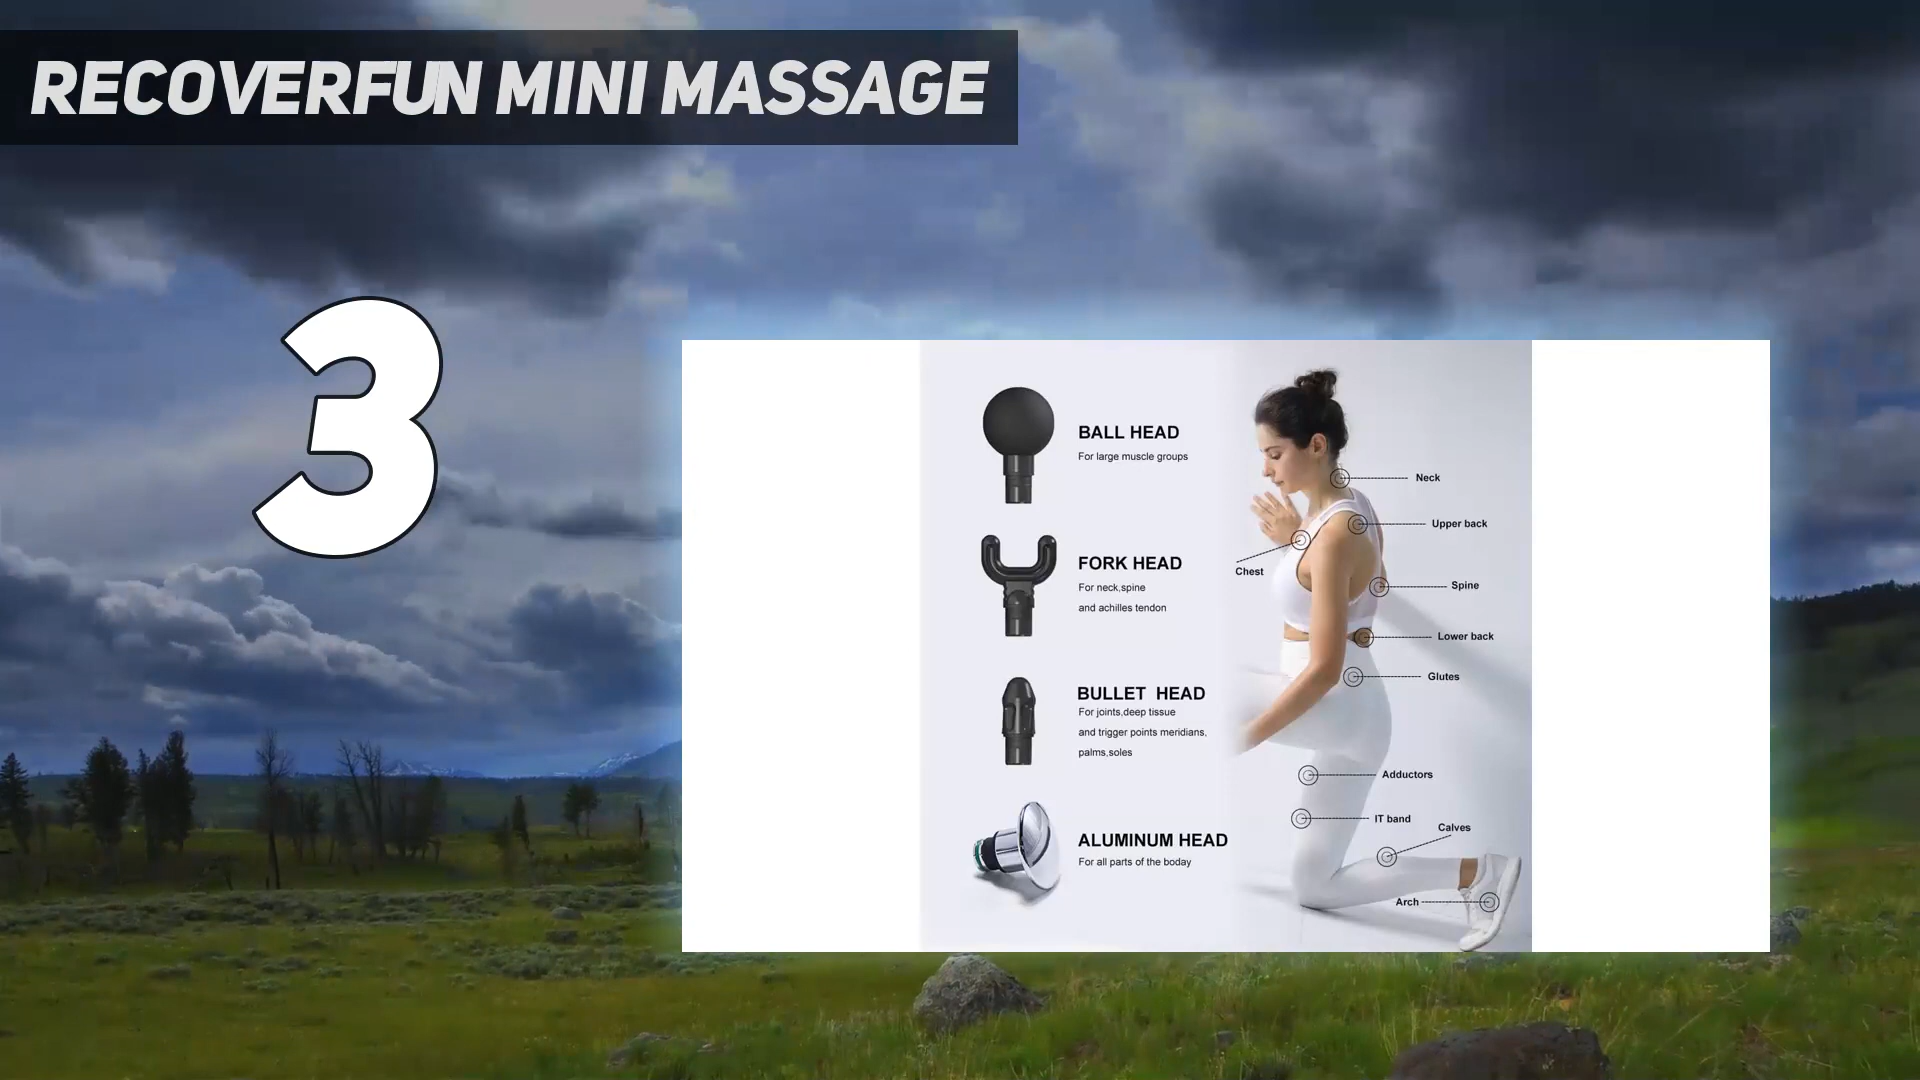 RECOVERFUN MINI MASSAGE
3
BALL HEAD
For large muscle groups
FORK HEAD
For neck,spine
and achilles tendon
BULLET HEAD
For joints,deep tissue
and trigger points meridians,
palms,soles
ALUMINUM HEAD
For all parts of the boday
Neck
Upper back
Chest
Spine
Lower back
Glutes
Adductors
IT band
Calves
Arch